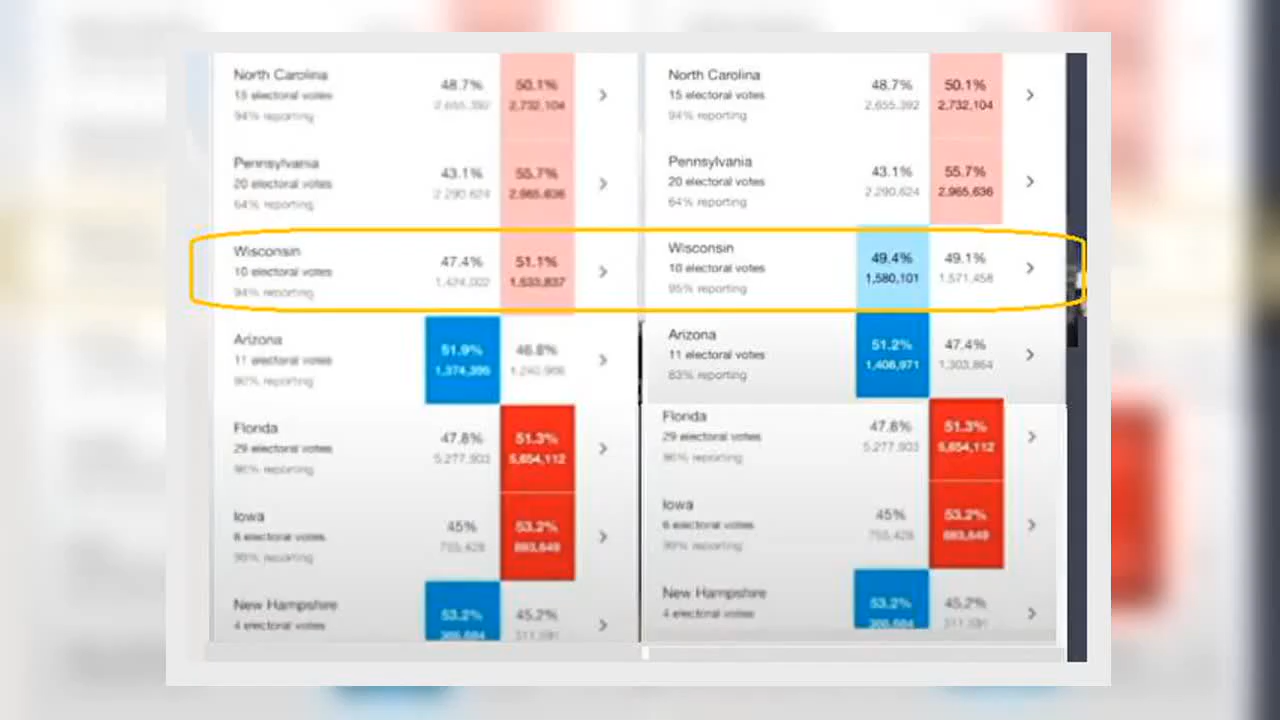 North Carolina
15 electoral votes
94% reporting
48.7%
2,655,392
50.1%
2,732,104
Pennsylvania
20 electoral votes
64% reporting
43.1%
2,290,624
55.7%
2,965,636
Wisconsin
10 electoral votes
94% reporting
47.4%
51.1%
Arizona
11 electoral votes
51.9%
46.8%
Florida
29 electoral votes
96% reporting
47.8%
5,277,903
51.3%
5,654,112
Iowa
6 electoral votes
45%
53.2%
New Hampshire
4 electoral votes
53.2%
45.2%
North Carolina
15 electoral votes
94% reporting
48.7%
2,655,392
50.1%
2,732,104
Pennsylvania
20 electoral votes
64% reporting
43.1%
2,290,624
55.7%
2,965,636
Wisconsin
10 electoral votes
95% reporting
49.4%
1,580,101
49.1%
1,571,458
Arizona
11 electoral votes
83% reporting
51.2%
1,406,971
47.4%
1,303,864
Florida
29 electoral votes
96% reporting
47.8%
5,277,903
51.3%
5,654,112
Iowa
6 electoral votes
45%
53.2%
New Hampshire
4 electoral votes
53.2%
45.2%